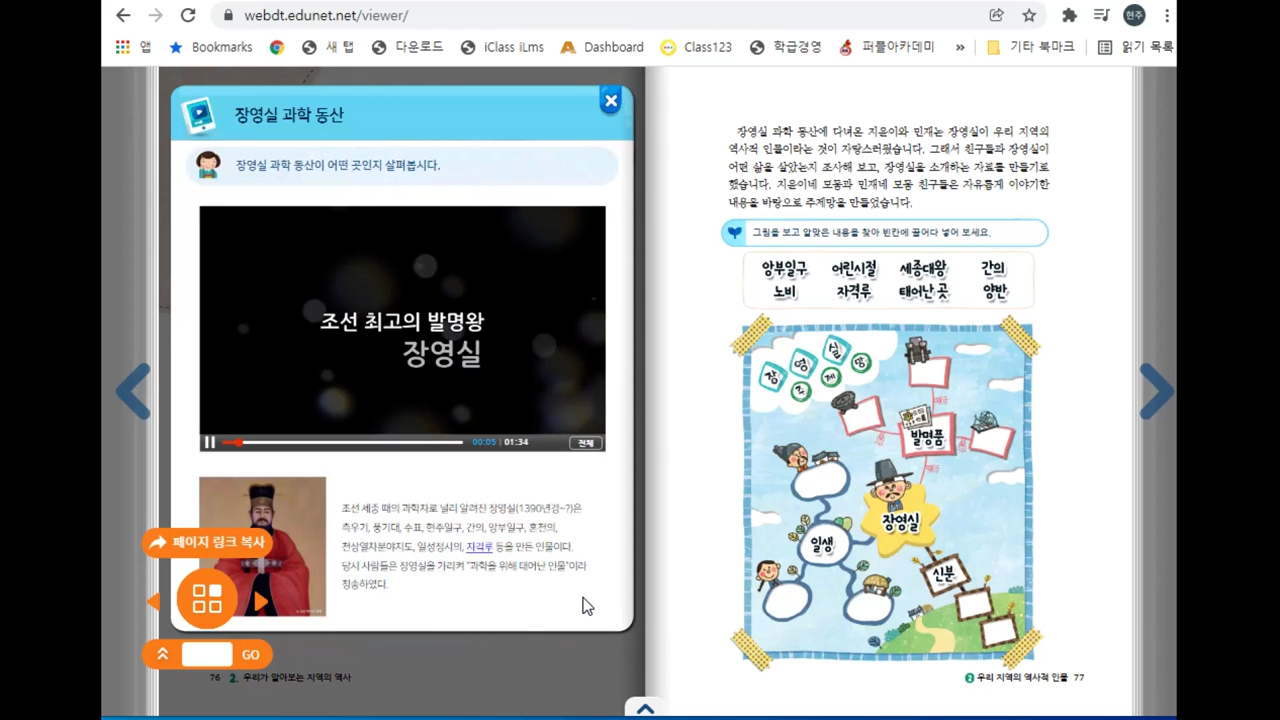 webdt.edunet.net/viewer/
현주
앱
Bookmarks
새 탭
다운로드
iClass iLms
Dashboard
Class123
학급경영
퍼플아카데미
»
기타 북마크
읽기 목록
장영실 과학 동산
장영실 과학 동산이 어떤 곳인지 살펴봅시다.
조선 최고의 발명왕
장영실
00:05 | 01:34
전체
조선 세종 때의 과학자로 널리 알려진 장영실(1390년경~?)은
측우기, 풍기대, 수표, 현주일구, 간의, 앙부일구, 혼천의,
천상열차분야지도, 일성정시의, 자격루 등을 만든 인물이다.
당시 사람들은 장영실을 가리켜 "과학을 위해 태어난 인물"이라
칭송하였다.
페이지 링크 복사
GO
76 2. 우리가 알아보는 지역의 역사
장영실 과학 동산에 다녀온 지윤이와 민재는 장영실이 우리 지역의
역사적 인물이라는 것이 자랑스러웠습니다. 그래서 친구들과 장영실이
어떤 삶을 살았는지 조사해 보고, 장영실을 소개하는 자료를 만들기로
했습니다. 지윤이네 모둠과 민재네 모둠 친구들은 자유롭게 이야기한
내용을 바탕으로 주제망을 만들었습니다.
그림을 보고 알맞은 내용을 찾아 빈칸에 끌어다 넣어 보세요.
앙부일구 어린시절 세종대왕 간의
노비 자격루 태어난 곳 양반
장영실
주제망
발명품
장영실
일생
신분
2 우리 지역의 역사적 인물 77